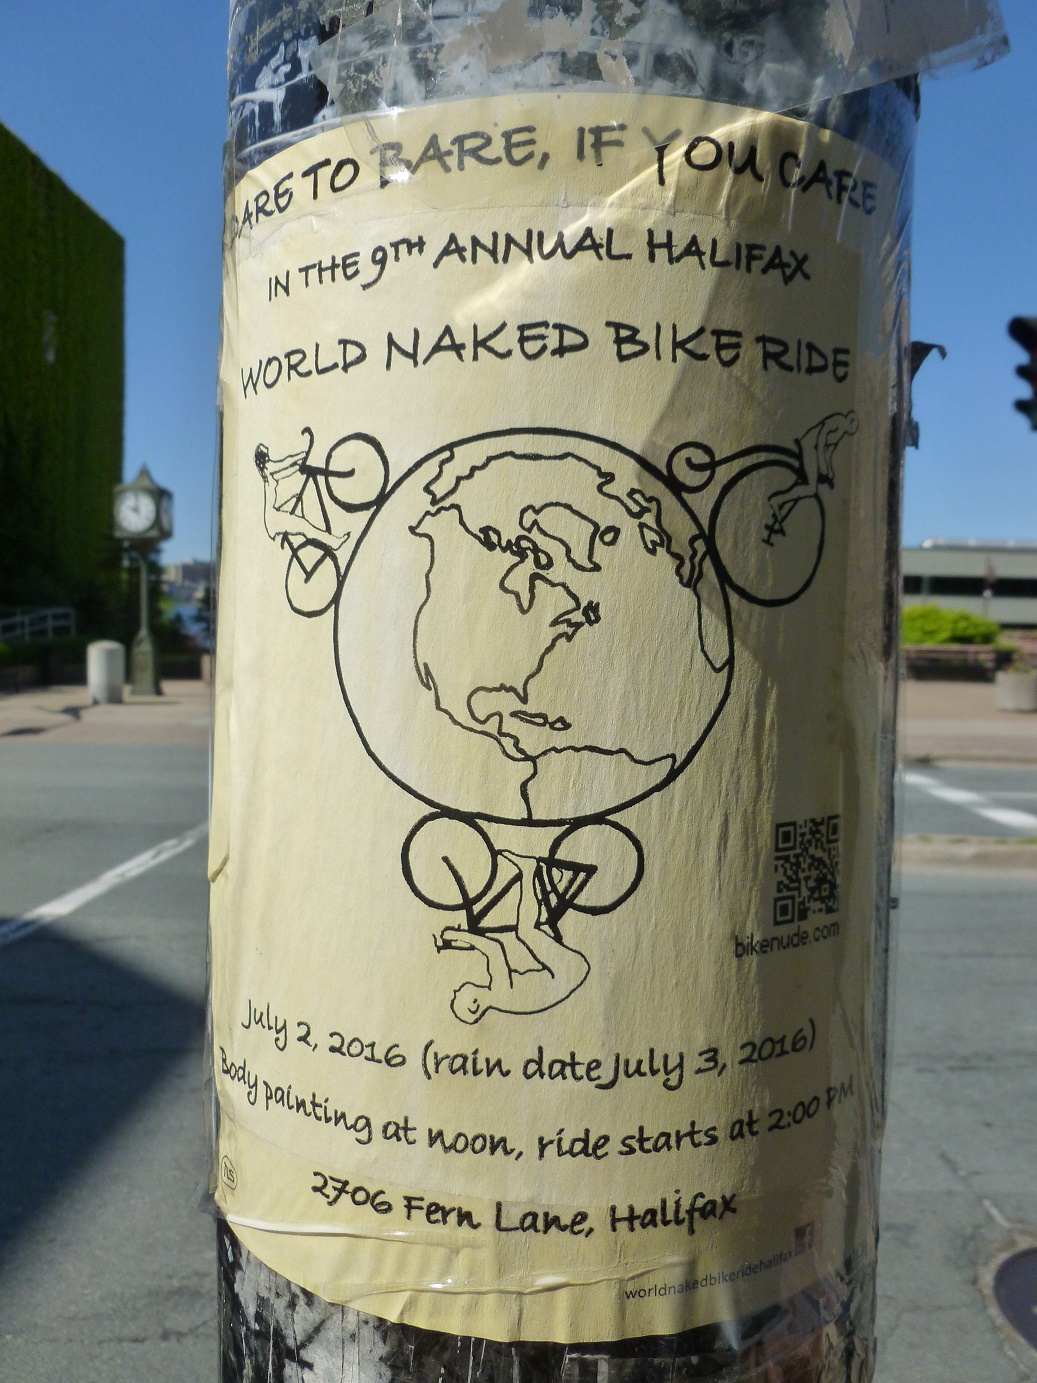 DARE TO BARE, IF YOU CARE
IN THE 9TH ANNUAL HALIFAX
WORLD NAKED BIKE RIDE
bikenude.com
July 2, 2016 (rain date July 3, 2016)
Body painting at noon, ride starts at 2:00 PM
2706 Fern Lane, Halifax
worldnakedbikeridehalifax